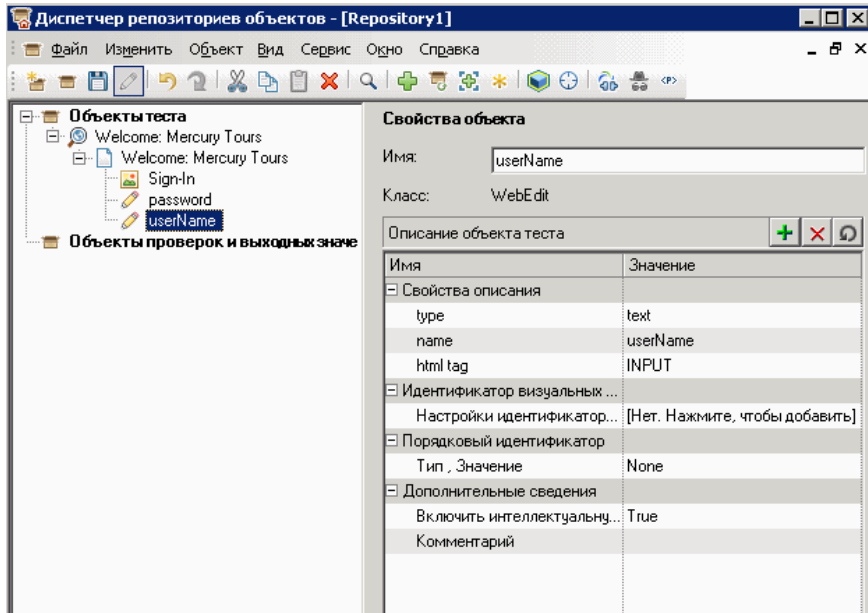 Диспетчер репозиториев объектов - [Repository1]
Файл Изменить Объект Вид Сервис Окно Справка
<P>
Объекты теста
Welcome: Mercury Tours
Welcome: Mercury Tours
Sign-In
password
userName
Объекты проверок и выходных значе
Свойства объекта
Имя: userName
Класс: WebEdit
Описание объекта теста
Имя Значение
Свойства описания
type text
name userName
html tag INPUT
Идентификатор визуальных ...
Настройки идентификатор... [Нет. Нажмите, чтобы добавить]
Порядковый идентификатор
Тип , Значение None
Дополнительные сведения
Включить интеллектуальну... True
Комментарий